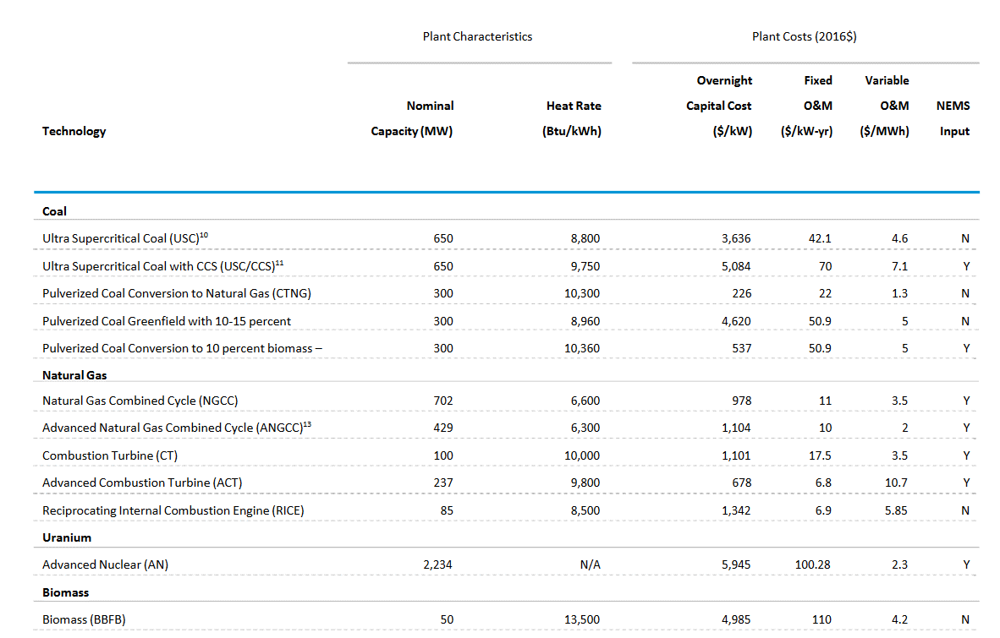 Plant Characteristics Plant Costs (2016$)
Overnight Fixed Variable
Nominal Heat Rate Capital Cost O&M O&M NEMS
Technology Capacity (MW) (Btu/kWh) ($/kW) ($/kW-yr) ($/MWh) Input
Coal
Ultra Supercritical Coal (USC)10 650 8,800 3,636 42.1 4.6 N
Ultra Supercritical Coal with CCS (USC/CCS)11 650 9,750 5,084 70 7.1 Y
Pulverized Coal Conversion to Natural Gas (CTNG) 300 10,300 226 22 1.3 N
Pulverized Coal Greenfield with 10-15 percent 300 8,960 4,620 50.9 5 N
Pulverized Coal Conversion to 10 percent biomass – 300 10,360 537 50.9 5 Y
Natural Gas
Natural Gas Combined Cycle (NGCC) 702 6,600 978 11 3.5 Y
Advanced Natural Gas Combined Cycle (ANGCC)13 429 6,300 1,104 10 2 Y
Combustion Turbine (CT) 100 10,000 1,101 17.5 3.5 Y
Advanced Combustion Turbine (ACT) 237 9,800 678 6.8 10.7 Y
Reciprocating Internal Combustion Engine (RICE) 85 8,500 1,342 6.9 5.85 N
Uranium
Advanced Nuclear (AN) 2,234 N/A 5,945 100.28 2.3 Y
Biomass
Biomass (BBFB) 50 13,500 4,985 110 4.2 N